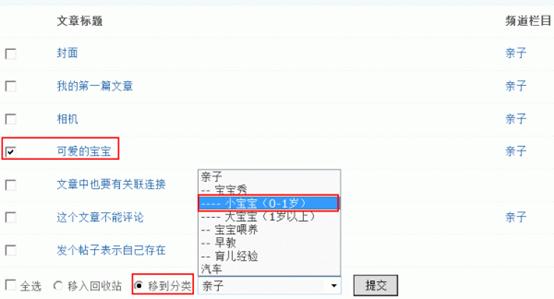 文章标题 频道栏目
封面 亲子
我的第一篇文章 亲子
相机 亲子
可爱的宝宝 亲子
文章中也要有关联连接
这个文章不能评论 亲子
发个帖子表示自己存在
亲子
-- 宝宝秀
---- 小宝宝（0-1岁）
---- 大宝宝（1岁以上）
-- 宝宝喂养
-- 早教
-- 育儿经验
汽车
全选 移入回收站 移到分类 亲子 提交